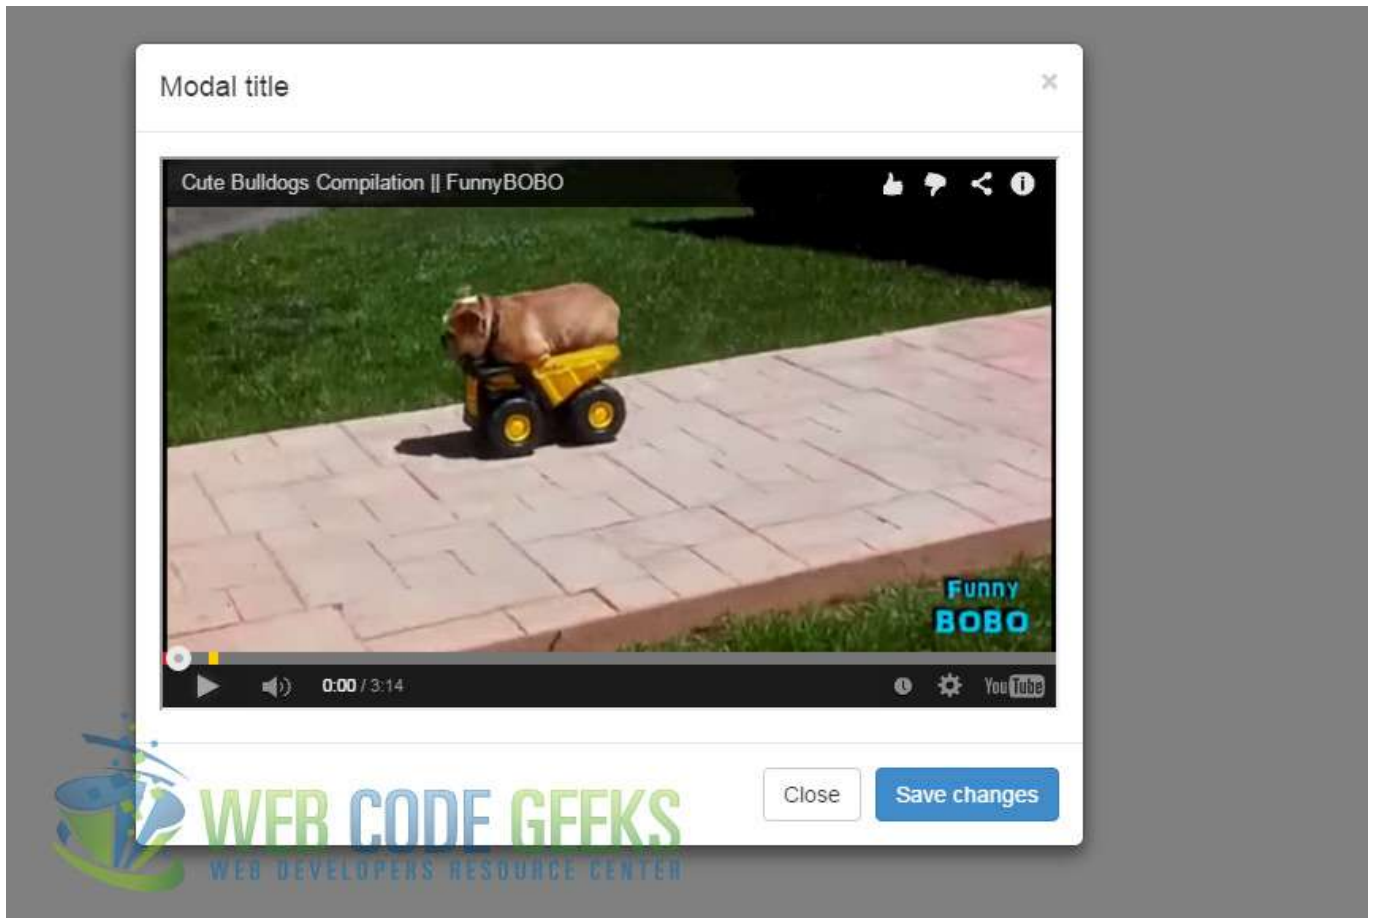 Modal title
×
Cute Bulldogs Compilation || FunnyBOBO
Funny
BOBO
0:00 / 3:14
YouTube
Close
Save changes
WEB CODE GEEKS
WEB DEVELOPERS RESOURCE CENTER